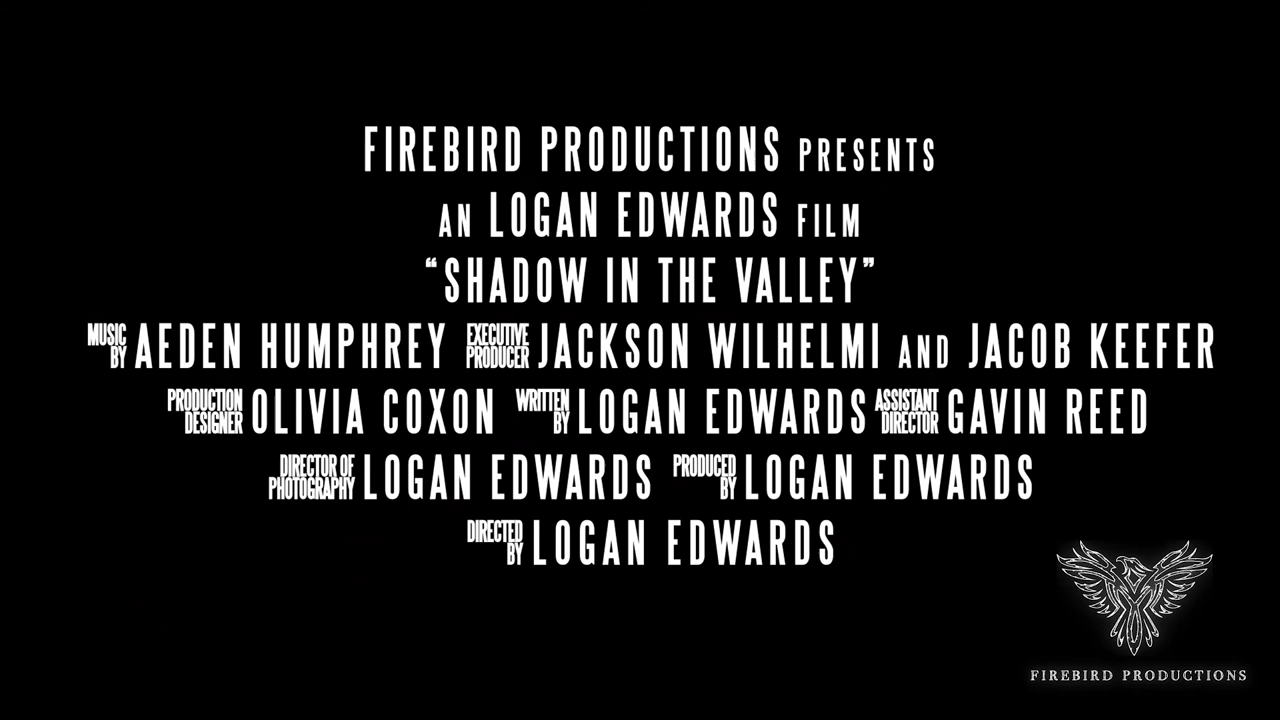 FIREBIRD PRODUCTIONS PRESENTS
AN LOGAN EDWARDS FILM
“SHADOW IN THE VALLEY”
MUSIC BY AEDEN HUMPHREY EXECUTIVE PRODUCER JACKSON WILHELMI AND JACOB KEEFER
PRODUCTION DESIGNER OLIVIA COXON WRITTEN BY LOGAN EDWARDS ASSISTANT DIRECTOR GAVIN REED
DIRECTOR OF PHOTOGRAPHY LOGAN EDWARDS PRODUCED BY LOGAN EDWARDS
DIRECTED BY LOGAN EDWARDS
FIREBIRD PRODUCTIONS